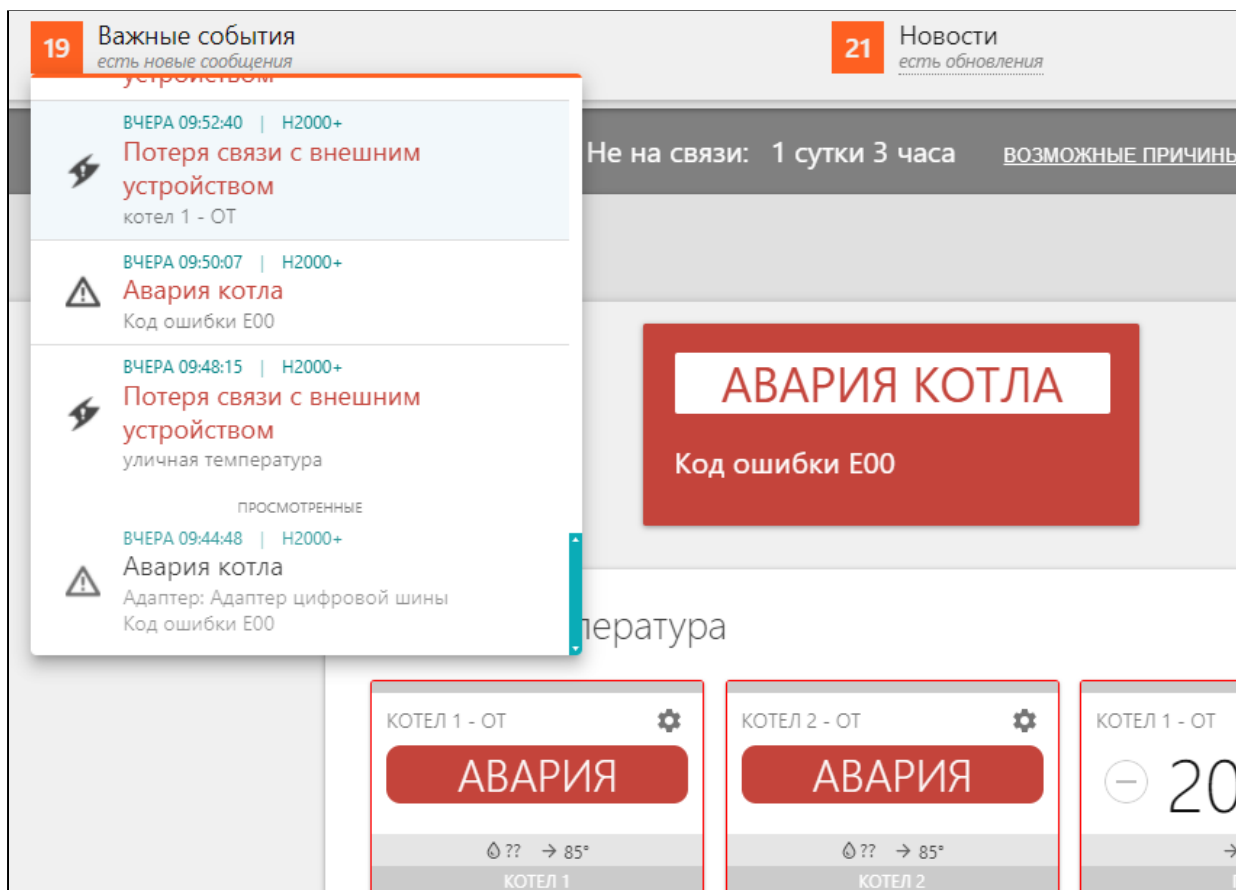 19
Важные события
есть новые сообщения
21
Новости
есть обновления
устройством
ВЧЕРА 09:52:40 | H2000+
Потеря связи с внешним
устройством
котел 1 - ОТ
Не на связи: 1 сутки 3 часа
ВОЗМОЖНЫЕ ПРИЧИНЫ
ВЧЕРА 09:50:07 | H2000+
Авария котла
Код ошибки E00
ВЧЕРА 09:48:15 | H2000+
Потеря связи с внешним
устройством
уличная температура
ПРОСМОТРЕННЫЕ
ВЧЕРА 09:44:48 | H2000+
Авария котла
Адаптер: Адаптер цифровой шины
Код ошибки E00
АВАРИЯ КОТЛА
Код ошибки E00
пература
КОТЕЛ 1 - ОТ
АВАРИЯ
?? → 85°
КОТЕЛ 1
КОТЕЛ 2 - ОТ
АВАРИЯ
?? → 85°
КОТЕЛ 2
КОТЕЛ 1 - ОТ
20